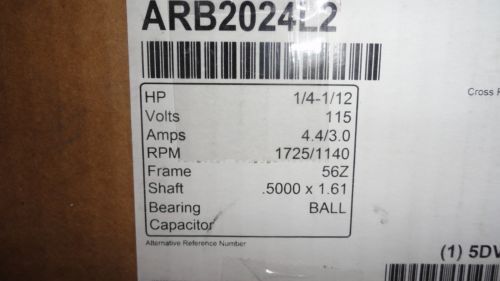 ARB2024L2
HP 1/4-1/12
Volts 115
Amps 4.4/3.0
RPM 1725/1140
Frame 56Z
Shaft .5000 x 1.61
Bearing BALL
Capacitor
Alternative Reference Number
Cross
(1) 5DV